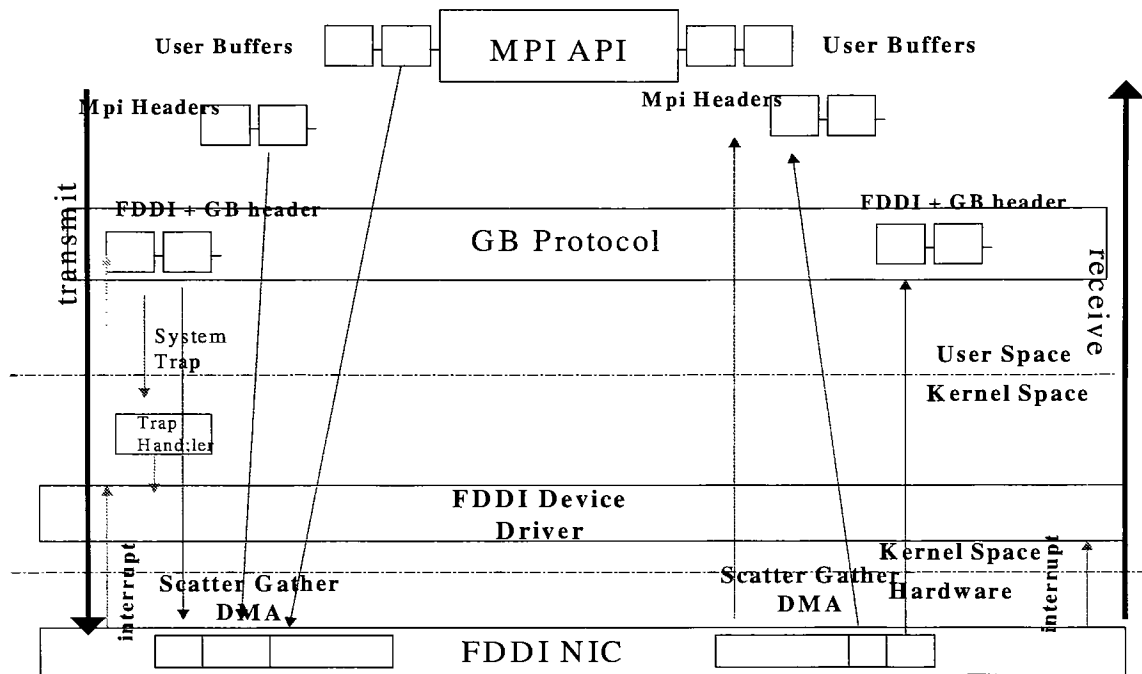 User Buffers
MPI API
User Buffers
Mpi Headers
Mpi Headers
transmit
receive
FDDI + GB header
FDDI + GB header
GB Protocol
System
Trap
User Space
Kernel Space
Trap
Hand;ler
FDDI Device
Driver
interrupt
interrupt
Kernel Space
Scatter Gather
DMA
Scatter Gather
DMA
Hardware
FDDI NIC